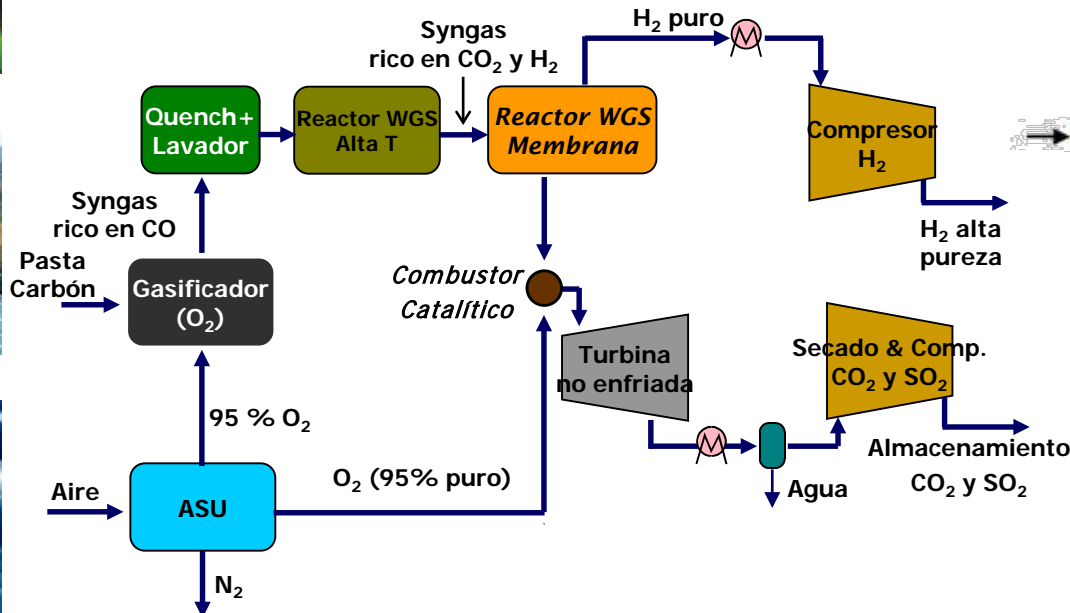 Syngas
rico en CO₂ y H₂
H₂ puro
Quench+
Lavador
Reactor WGS
Alta T
Reactor WGS
Membrana
Compresor
H₂
H₂ alta
pureza
Syngas
rico en CO
Pasta
Carbón
Gasificador
(O₂)
Combustor
Catalítico
Turbina
no enfriada
Secado & Comp.
CO₂ y SO₂
95 % O₂
O₂ (95% puro)
Almacenamiento
CO₂ y SO₂
Agua
Aire
ASU
N₂